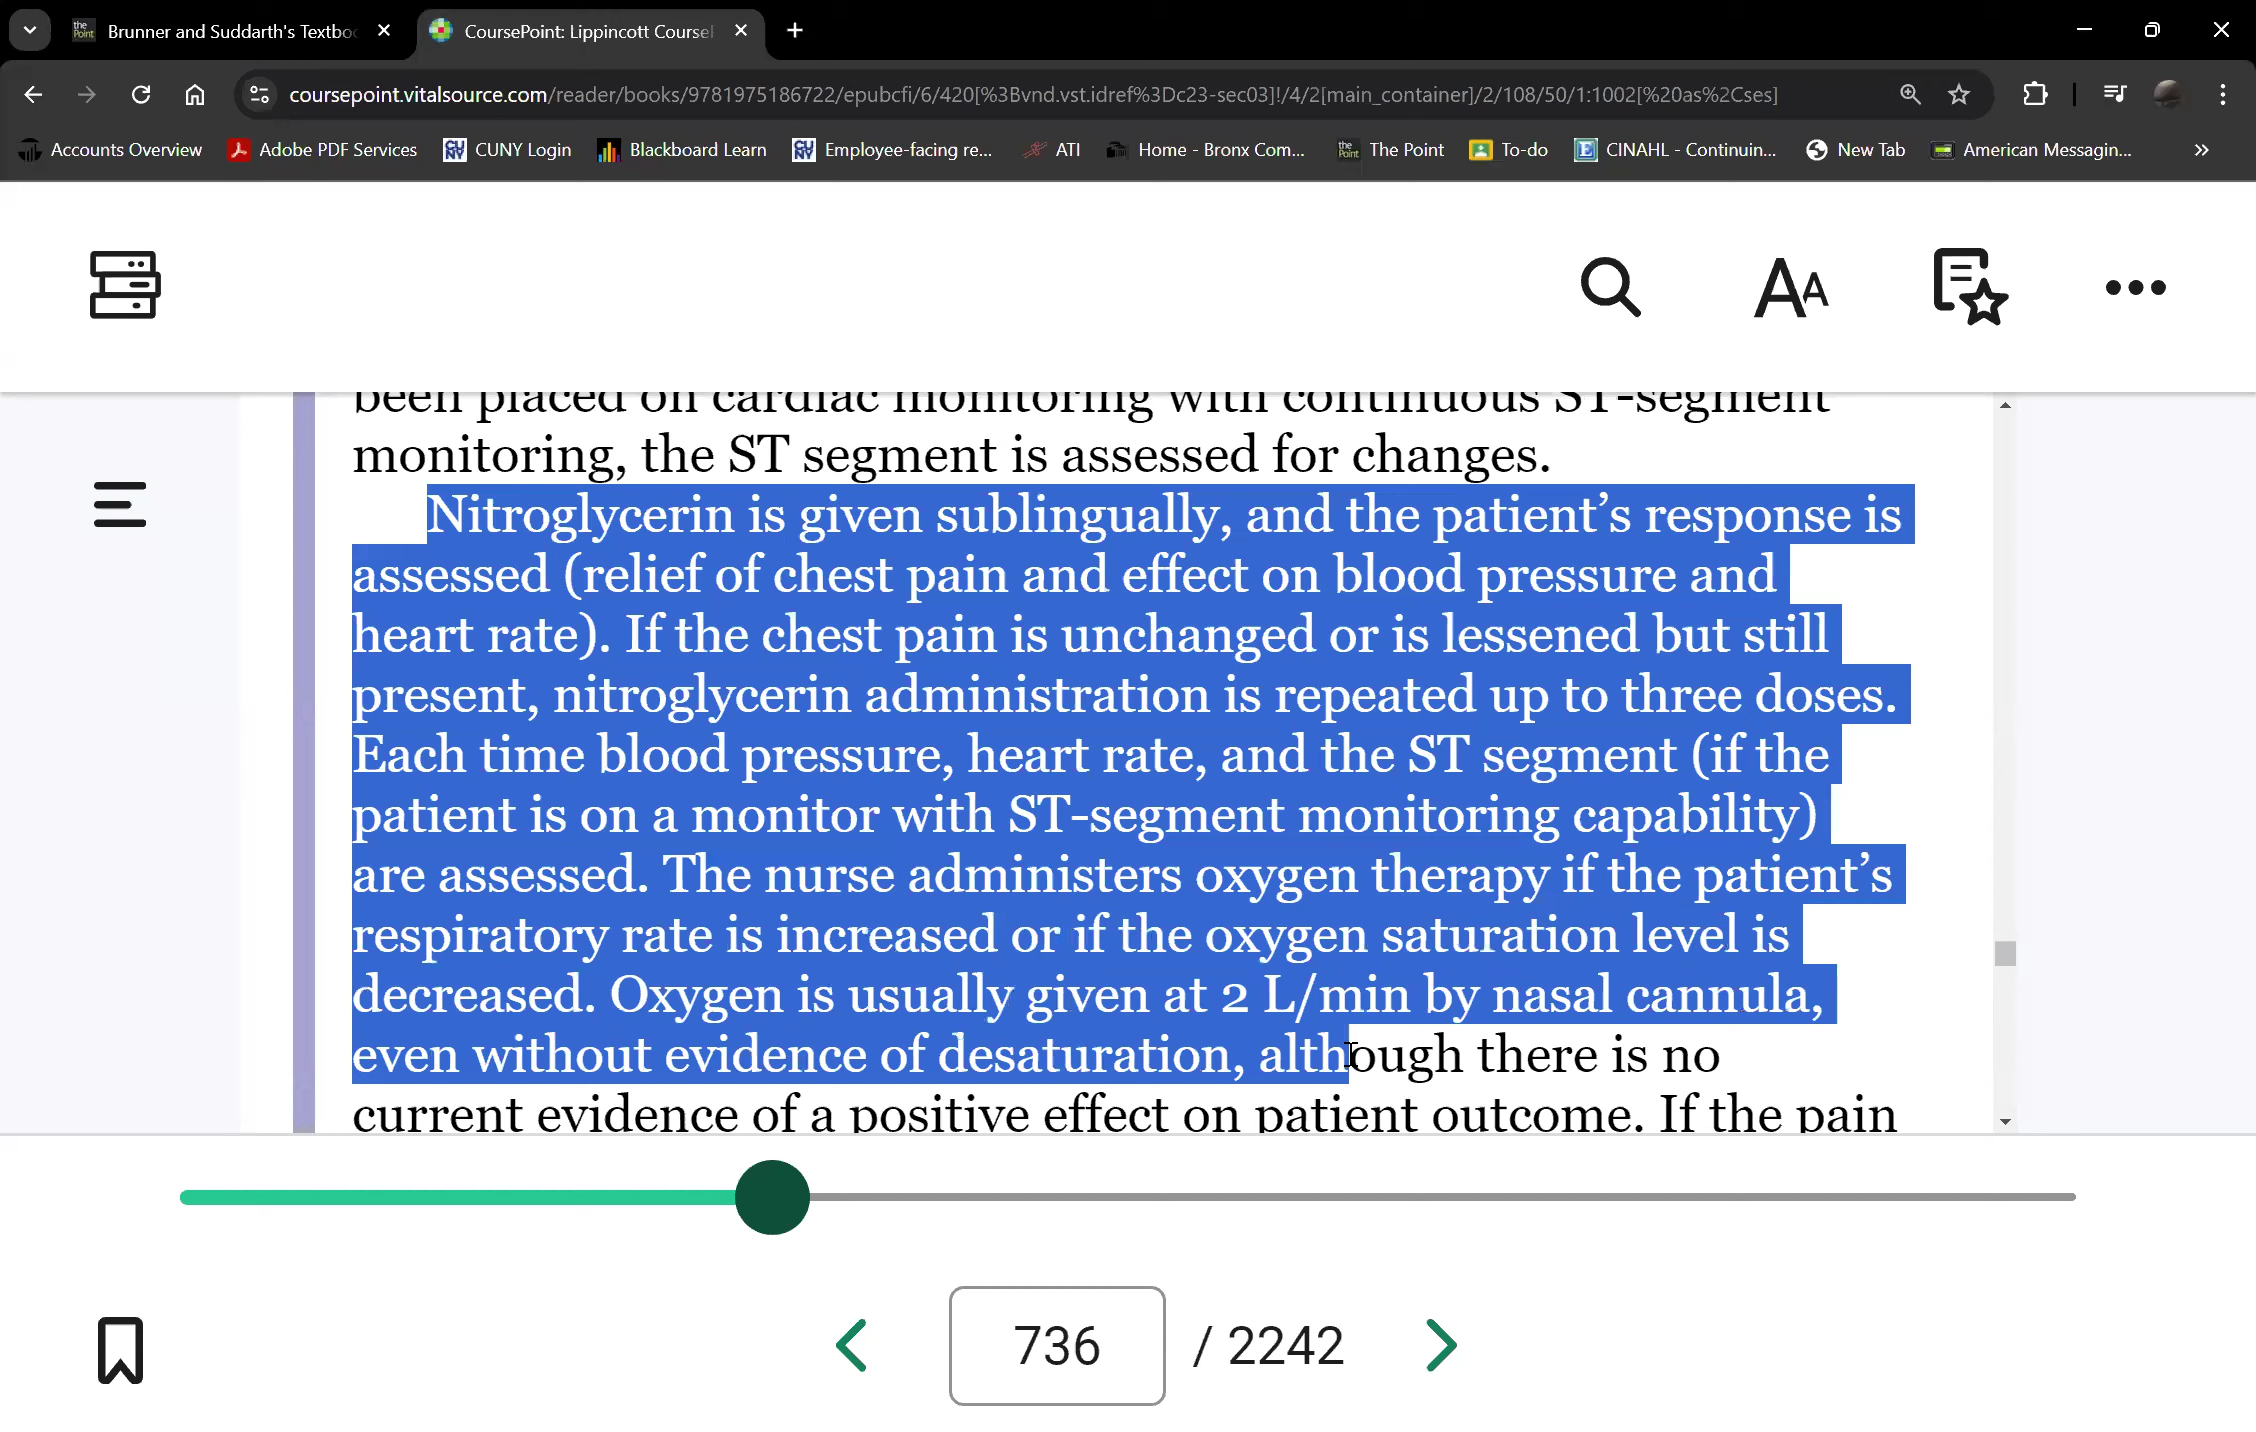 Brunner and Suddarth's Textbo
CoursePoint: Lippincott Course
coursepoint.vitalsource.com/reader/books/9781975186722/epubcfi/6/420[%3Bvnd.vst.idref%3Dc23-sec03]!/4/2[main_container]/2/108/50/1:1002[%20as%2Cses]
Accounts Overview
Adobe PDF Services
CUNY Login
Blackboard Learn
Employee-facing re...
ATI
Home - Bronx Com...
The Point
To-do
CINAHL - Continuin...
New Tab
American Messagin...
been placed on cardiac monitoring with continuous ST-segment
monitoring, the ST segment is assessed for changes.
Nitroglycerin is given sublingually, and the patient’s response is
assessed (relief of chest pain and effect on blood pressure and
heart rate). If the chest pain is unchanged or is lessened but still
present, nitroglycerin administration is repeated up to three doses.
Each time blood pressure, heart rate, and the ST segment (if the
patient is on a monitor with ST-segment monitoring capability)
are assessed. The nurse administers oxygen therapy if the patient’s
respiratory rate is increased or if the oxygen saturation level is
decreased. Oxygen is usually given at 2 L/min by nasal cannula,
even without evidence of desaturation, although there is no
current evidence of a positive effect on patient outcome. If the pain
736 / 2242